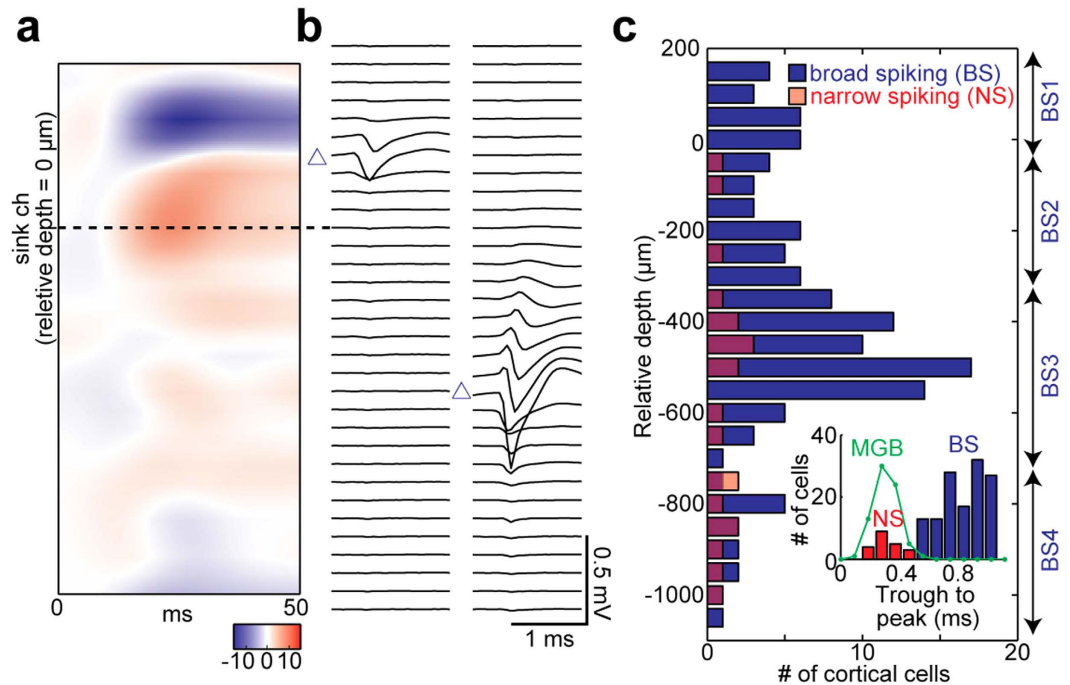 a
sink ch
(reletive depth = 0 µm)
0
ms
50
-10 0 10
b
0.5 mV
1 ms
c
200
0
-200
-400
-600
-800
-1000
Relative depth (µm)
broad spiking (BS)
narrow spiking (NS)
BS1
BS2
BS3
BS4
40
20
0
# of cells
MGB
NS
BS
0
0.4
0.8
Trough to
peak (ms)
0
10
20
# of cortical cells